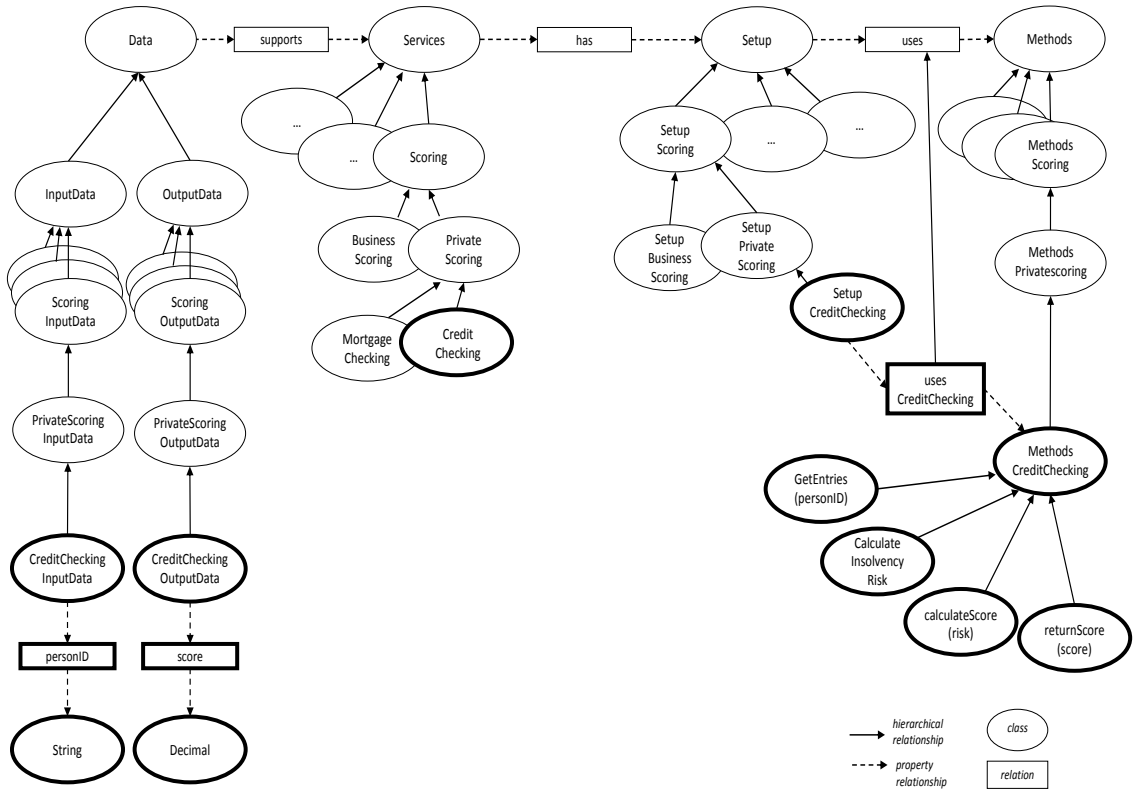 Data
supports
Services
has
Setup
uses
Methods
...
...
Scoring
Setup
Scoring
...
...
Methods
Scoring
InputData
OutputData
Business
Scoring
Private
Scoring
Setup
Business
Scoring
Setup
Private
Scoring
Methods
Privatescoring
Scoring
InputData
Scoring
OutputData
Setup
CreditChecking
Mortgage
Checking
Credit
Checking
uses
CreditChecking
PrivateScoring
InputData
PrivateScoring
OutputData
Methods
CreditChecking
GetEntries
(personID)
Calculate
Insolvency
Risk
CreditChecking
InputData
CreditChecking
OutputData
calculateScore
(risk)
returnScore
(score)
personID
score
String
Decimal
hierarchical
relationship
class
property
relationship
relation